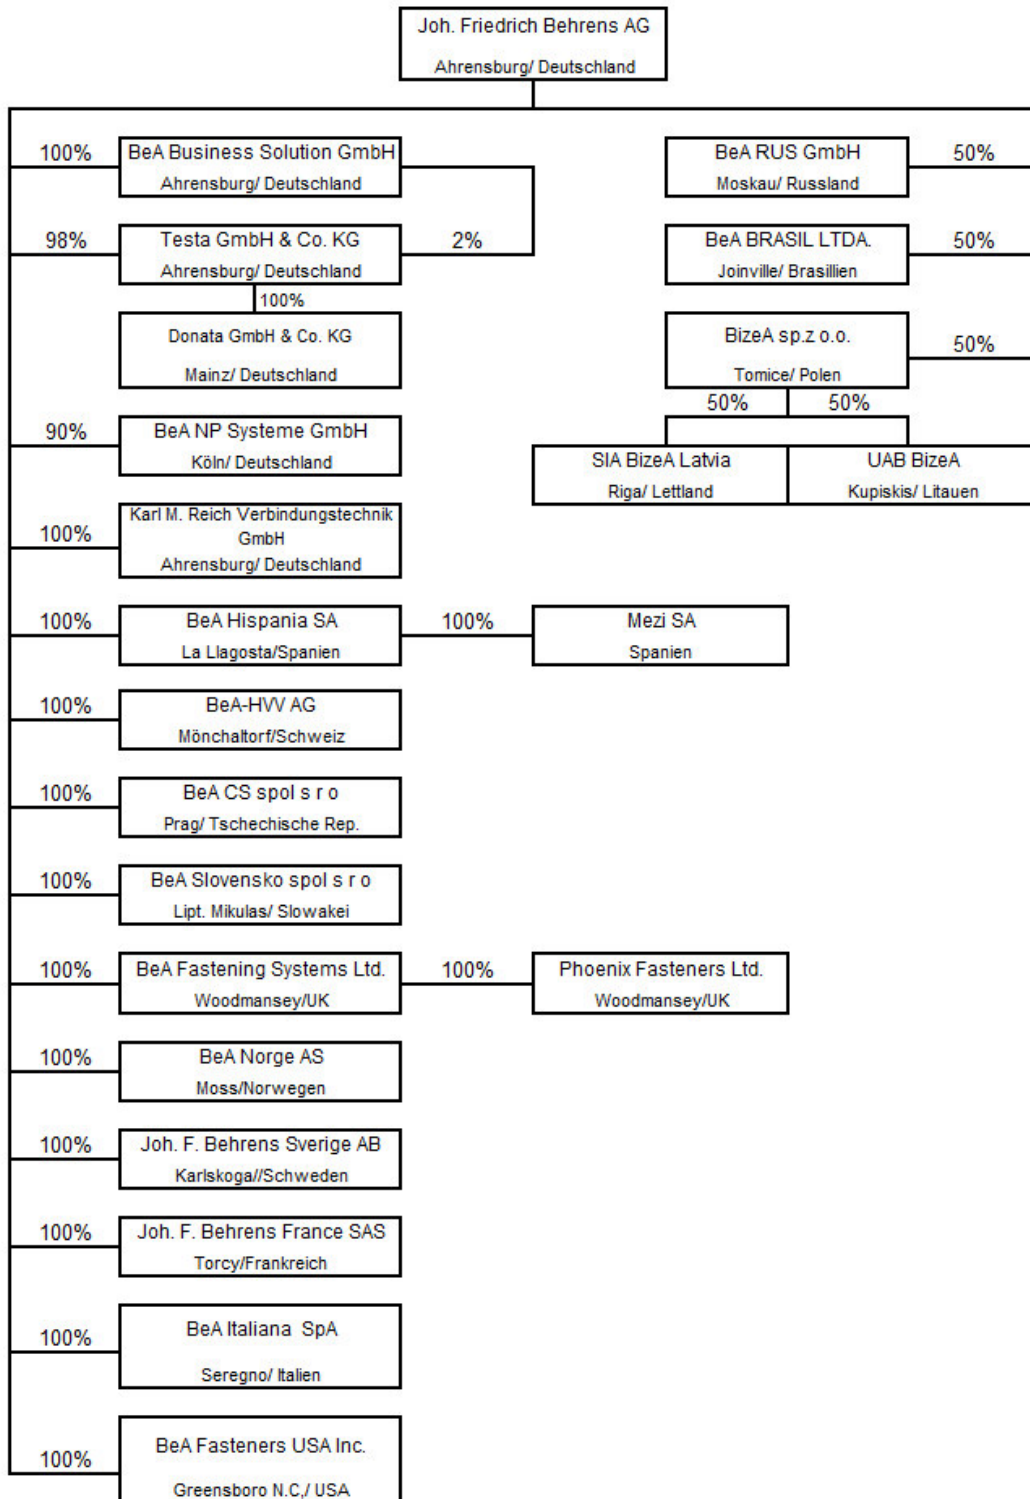 Joh. Friedrich Behrens AG
Ahrensburg/ Deutschland
100%
BeA Business Solution GmbH
Ahrensburg/ Deutschland
98%
Testa GmbH & Co. KG
Ahrensburg/ Deutschland
2%
100%
Donata GmbH & Co. KG
Mainz/ Deutschland
90%
BeA NP Systeme GmbH
Köln/ Deutschland
100%
Karl M. Reich Verbindungstechnik
GmbH
Ahrensburg/ Deutschland
100%
BeA Hispania SA
La Llagosta/Spanien
100%
Mezi SA
Spanien
100%
BeA-HVV AG
Mönchaltorf/Schweiz
100%
BeA CS spol s r o
Prag/ Tschechische Rep.
100%
BeA Slovensko spol s r o
Lipt. Mikulas/ Slowakei
100%
BeA Fastening Systems Ltd.
Woodmansey/UK
100%
Phoenix Fasteners Ltd.
Woodmansey/UK
100%
BeA Norge AS
Moss/Norwegen
100%
Joh. F. Behrens Sverige AB
Karlskoga//Schweden
100%
Joh. F. Behrens France SAS
Torcy/Frankreich
100%
BeA Italiana  SpA
Seregno/ Italien
100%
BeA Fasteners USA Inc.
Greensboro N.C,/ USA
BeA RUS GmbH
Moskau/ Russland
50%
BeA BRASIL LTDA.
Joinville/ Brasillien
50%
BizeA sp.z o.o.
Tomice/ Polen
50%
50%
50%
SIA BizeA Latvia
Riga/ Lettland
UAB BizeA
Kupiskis/ Litauen